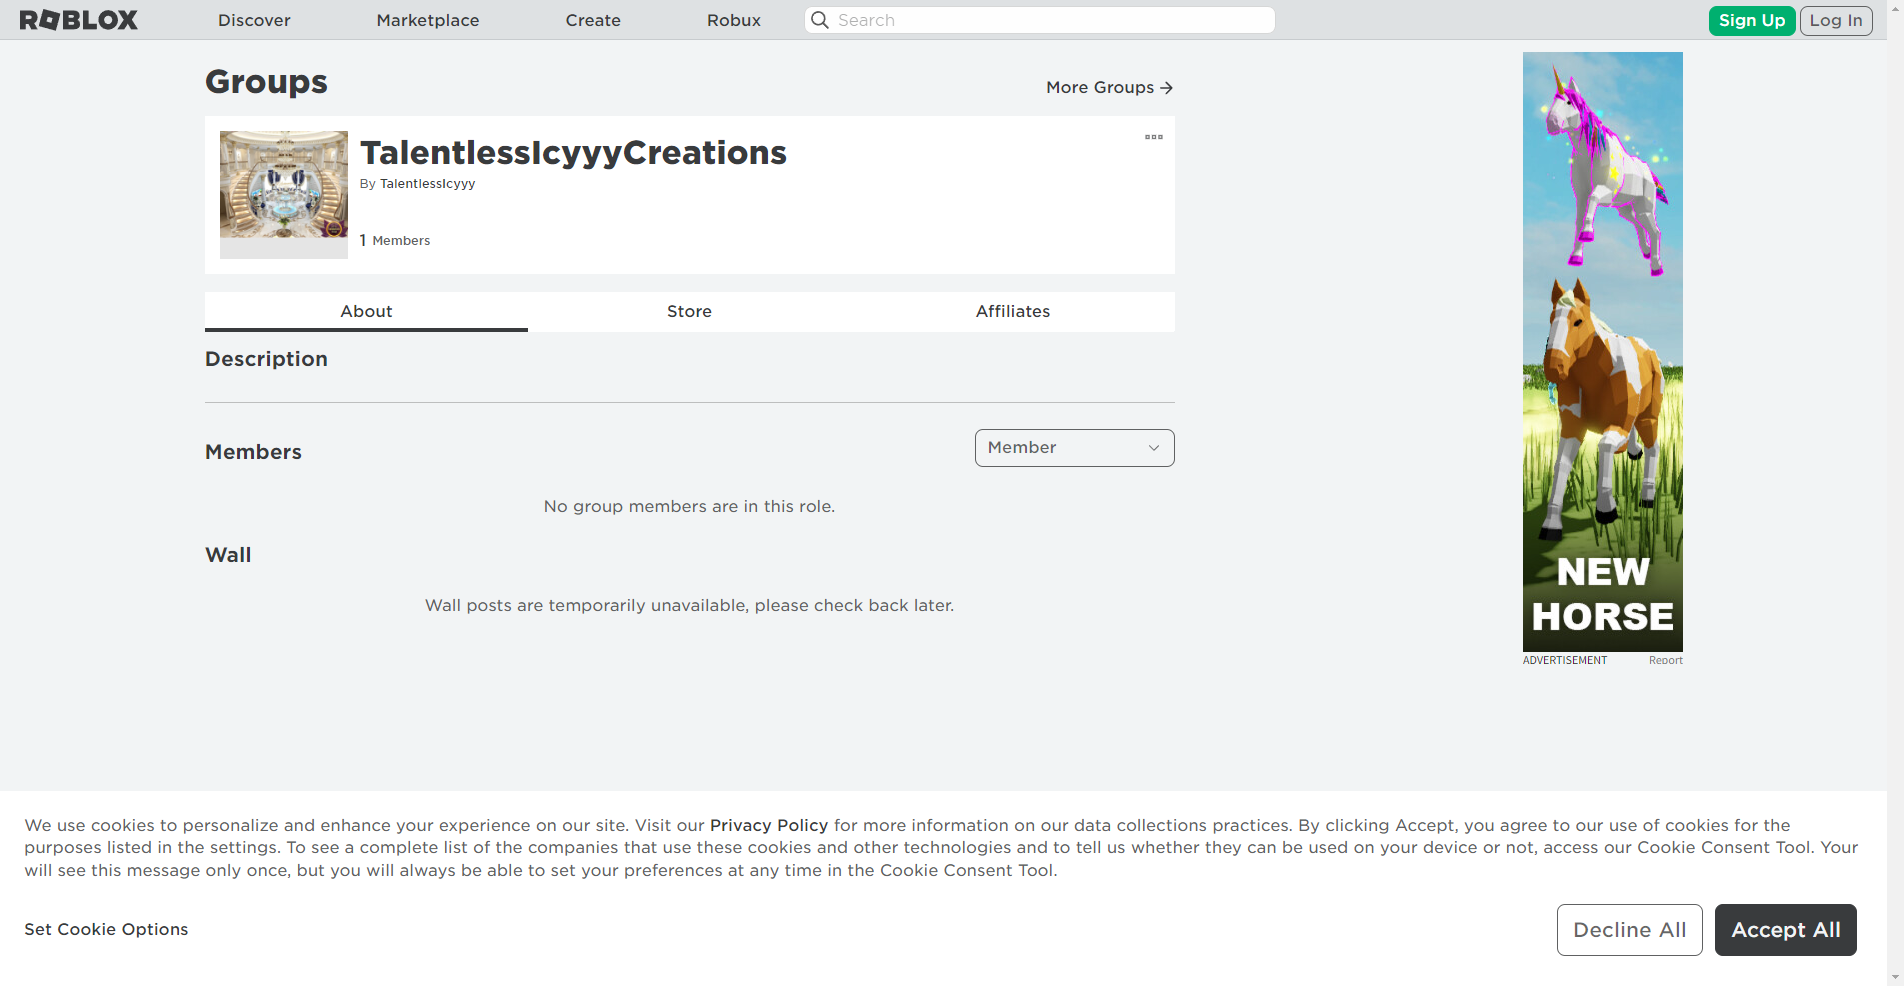 ROBLOX
Discover
Marketplace
Create
Robux
Search
Sign Up
Log In
Groups
More Groups
TalentlessIcyyyCreations
By TalentlessIcyyy
1 Members
About
Store
Affiliates
Description
Members
Member
No group members are in this role.
Wall
Wall posts are temporarily unavailable, please check back later.
NEW
HORSE
ADVERTISEMENT
Report
We use cookies to personalize and enhance your experience on our site. Visit our Privacy Policy for more information on our data collections practices. By clicking Accept, you agree to our use of cookies for the
purposes listed in the settings. To see a complete list of the companies that use these cookies and other technologies and to tell us whether they can be used on your device or not, access our Cookie Consent Tool. Your
will see this message only once, but you will always be able to set your preferences at any time in the Cookie Consent Tool.
Set Cookie Options
Decline All
Accept All